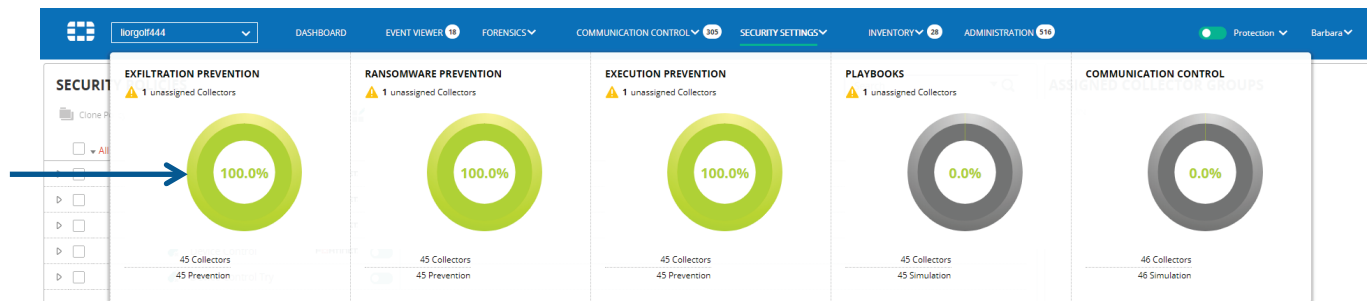 liorgolf444 DASHBOARD EVENT VIEWER 18 FORENSICS COMMUNICATION CONTROL 305 SECURITY SETTINGS INVENTORY 28 ADMINISTRATION 516 Protection Barbara
SECURIT
Clone P
All
EXFILTRATION PREVENTION
1 unassigned Collectors
100.0%
45 Collectors
45 Prevention
RANSOMWARE PREVENTION
1 unassigned Collectors
100.0%
45 Collectors
45 Prevention
EXECUTION PREVENTION
1 unassigned Collectors
100.0%
45 Collectors
45 Prevention
PLAYBOOKS
1 unassigned Collectors
0.0%
45 Collectors
45 Simulation
COMMUNICATION CONTROL
0.0%
46 Collectors
46 Simulation
ASSIGNED COLLECTOR GROUPS